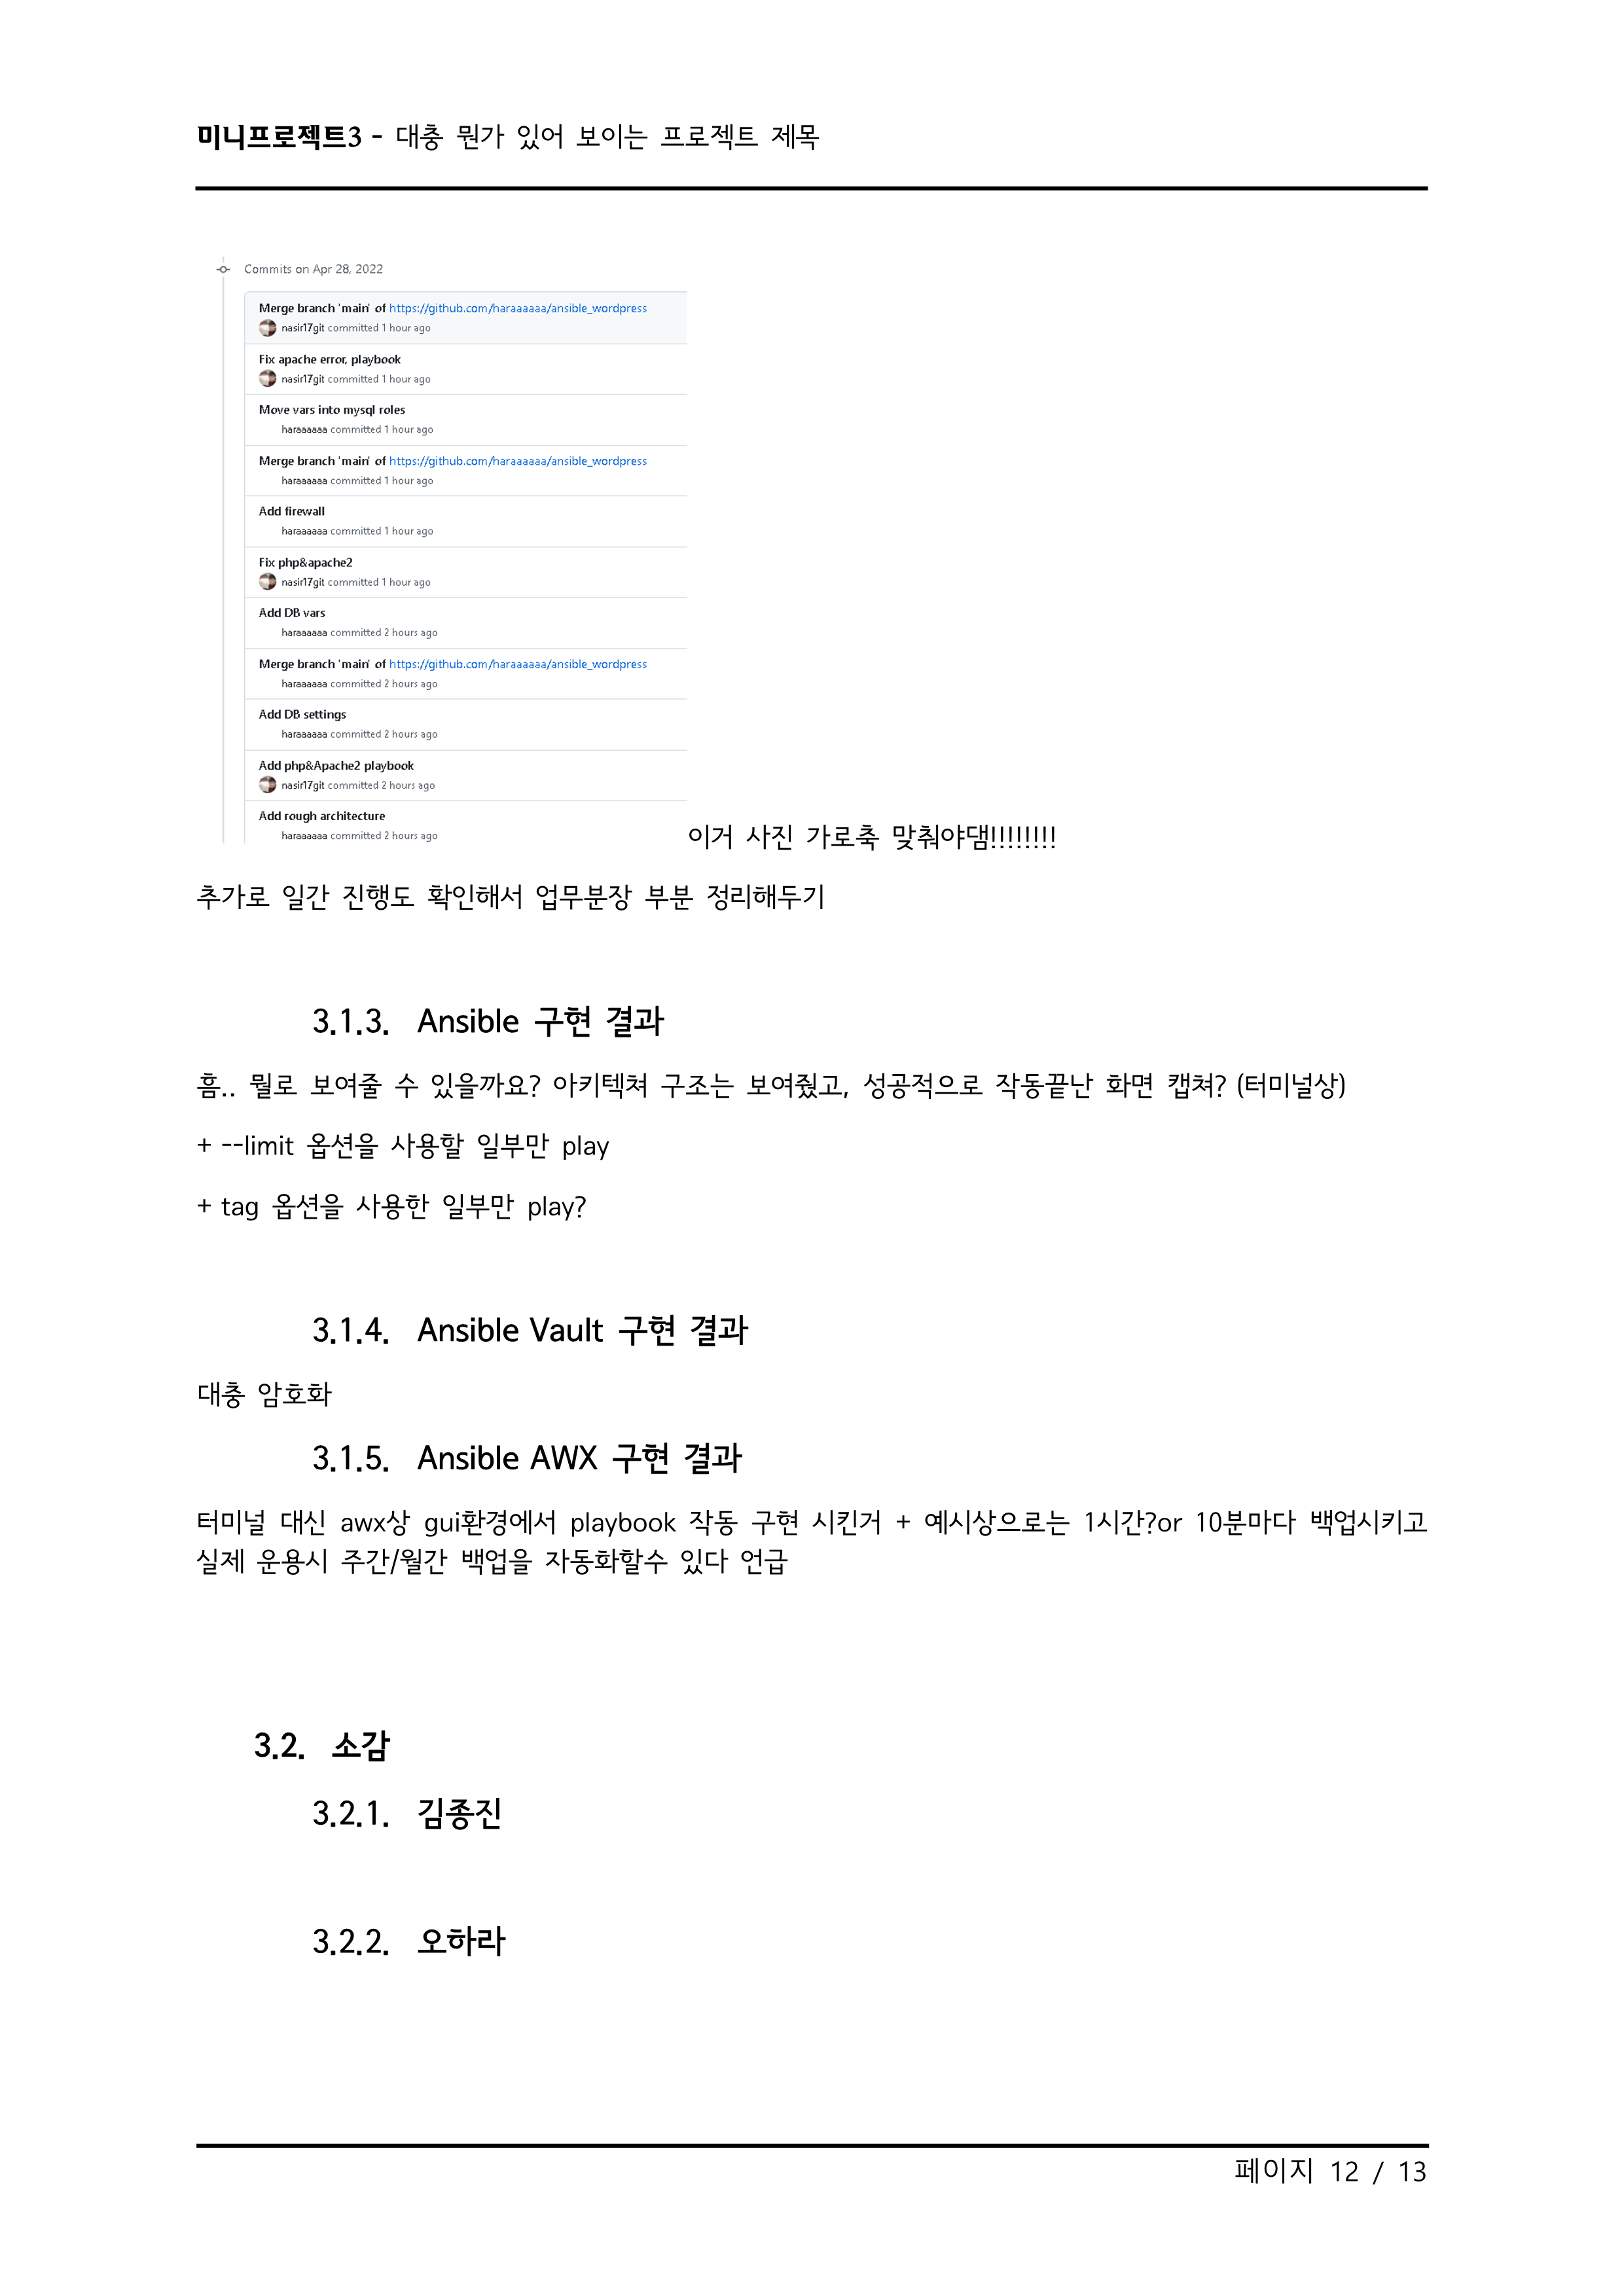 미니프로젝트3 - 대충 뭔가 있어 보이는 프로젝트 제목
Commits on Apr 28, 2022
Merge branch 'main' of https://github.com/haraaaaaa/ansible_wordpress
nasir17git committed 1 hour ago
Fix apache error, playbook
nasir17git committed 1 hour ago
Move vars into mysql roles
haraaaaaa committed 1 hour ago
Merge branch 'main' of https://github.com/haraaaaaa/ansible_wordpress
haraaaaaa committed 1 hour ago
Add firewall
haraaaaaa committed 1 hour ago
Fix php&apache2
nasir17git committed 1 hour ago
Add DB vars
haraaaaaa committed 2 hours ago
Merge branch 'main' of https://github.com/haraaaaaa/ansible_wordpress
haraaaaaa committed 2 hours ago
Add DB settings
haraaaaaa committed 2 hours ago
Add php&Apache2 playbook
nasir17git committed 2 hours ago
Add rough architecture
haraaaaaa committed 2 hours ago
이거 사진 가로축 맞춰야댐!!!!!!!!
추가로 일간 진행도 확인해서 업무분장 부분 정리해두기
3.1.3. Ansible 구현 결과
흠.. 뭘로 보여줄 수 있을까요? 아키텍쳐 구조는 보여줬고, 성공적으로 작동끝난 화면 캡쳐? (터미널상)
+ --limit 옵션을 사용할 일부만 play
+ tag 옵션을 사용한 일부만 play?
3.1.4. Ansible Vault 구현 결과
대충 암호화
3.1.5. Ansible AWX 구현 결과
터미널 대신 awx상 gui환경에서 playbook 작동 구현 시킨거 + 예시상으로는 1시간?or 10분마다 백업시키고
실제 운용시 주간/월간 백업을 자동화할수 있다 언급
3.2. 소감
3.2.1. 김종진
3.2.2. 오하라
페이지 12 / 13